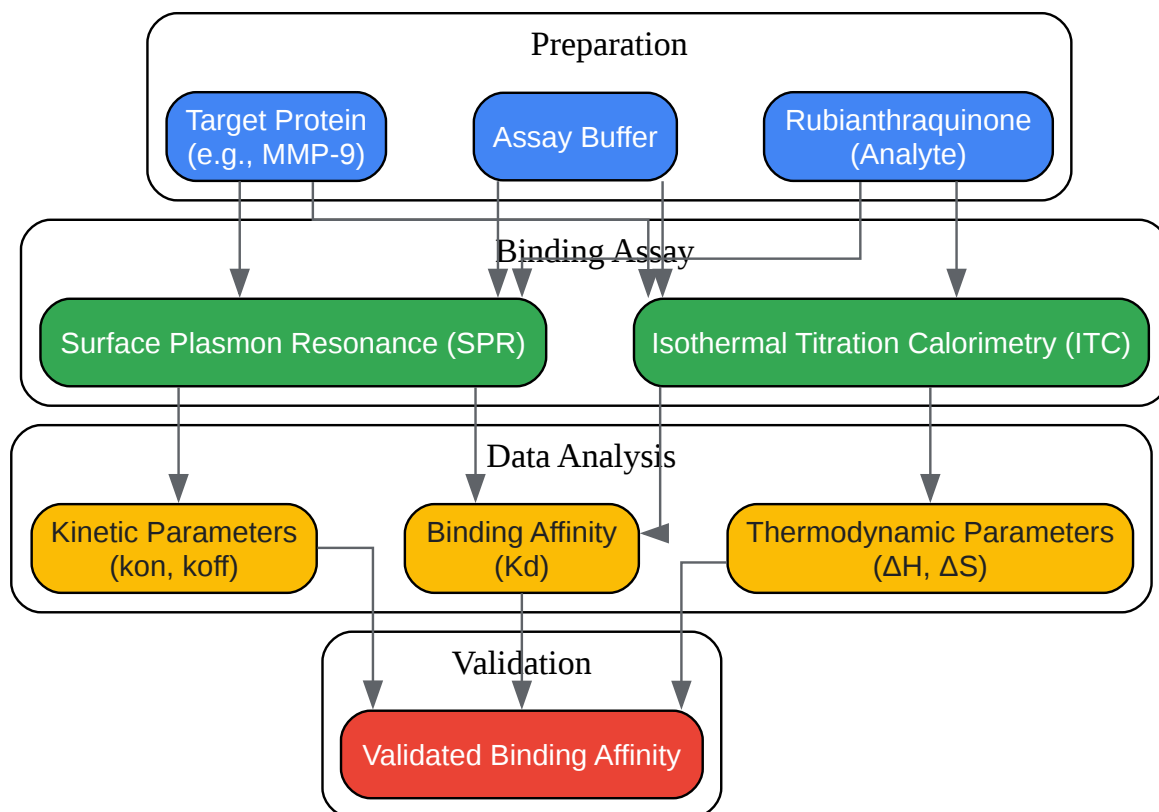 Preparation
Target Protein
(e.g., MMP-9)
Assay Buffer
Rubianthraquinone
(Analyte)
Binding Assay
Surface Plasmon Resonance (SPR)
Isothermal Titration Calorimetry (ITC)
Data Analysis
Kinetic Parameters
(kon, koff)
Binding Affinity
(Kd)
Thermodynamic Parameters
(ΔH, ΔS)
Validation
Validated Binding Affinity